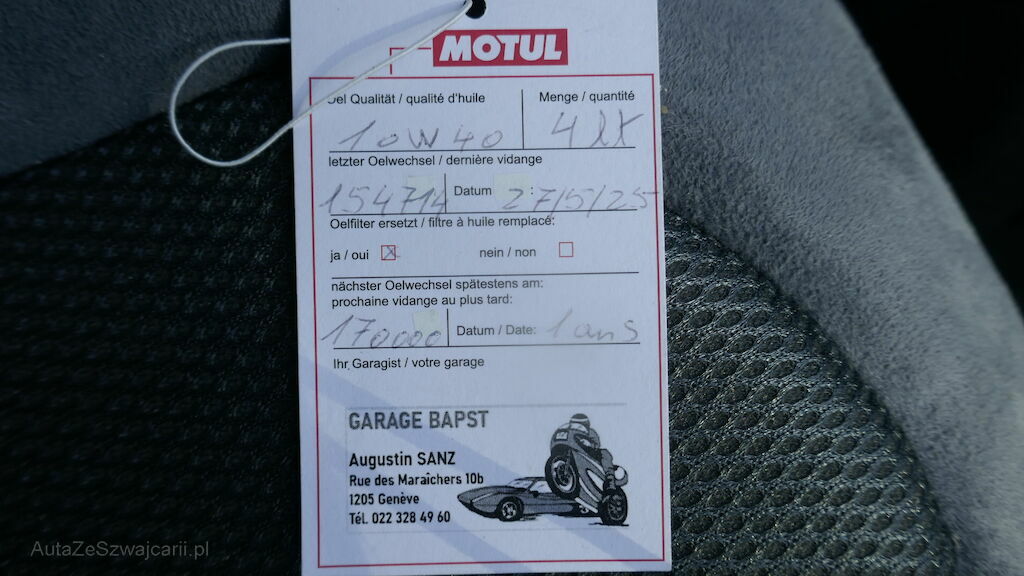 MOTUL
Oel Qualität / qualité d'huile Menge / quantité
10W40 4 lt
letzter Oelwechsel / dernière vidange
154714 Datum : 27/5/25
Oelfilter ersetzt / filtre à huile remplacé:
ja / oui X nein / non
nächster Oelwechsel spätestens am:
prochaine vidange au plus tard:
170000 Datum / Date: 1 ans
Ihr Garagist / votre garage
GARAGE BAPST
Augustin SANZ
Rue des Maraîchers 10b
1205 Genève
Tél. 022 328 49 60
AutaZeSzwajcarii.pl